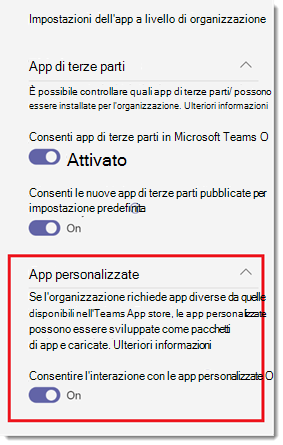 Impostazioni dell'app a livello di organizzazione
App di terze parti
È possibile controllare quali app di terze parti/ possono
essere installate per l'organizzazione. Ulteriori informazioni
Consenti app di terze parti in Microsoft Teams O
Attivato
Consenti le nuove app di terze parti pubblicate per
impostazione predefinita
On
App personalizzate
Se l'organizzazione richiede app diverse da quelle
disponibili nell'Teams App store, le app personalizzate
possono essere sviluppate come pacchetti
di app e caricate. Ulteriori informazioni
Consentire l'interazione con le app personalizzate O
On